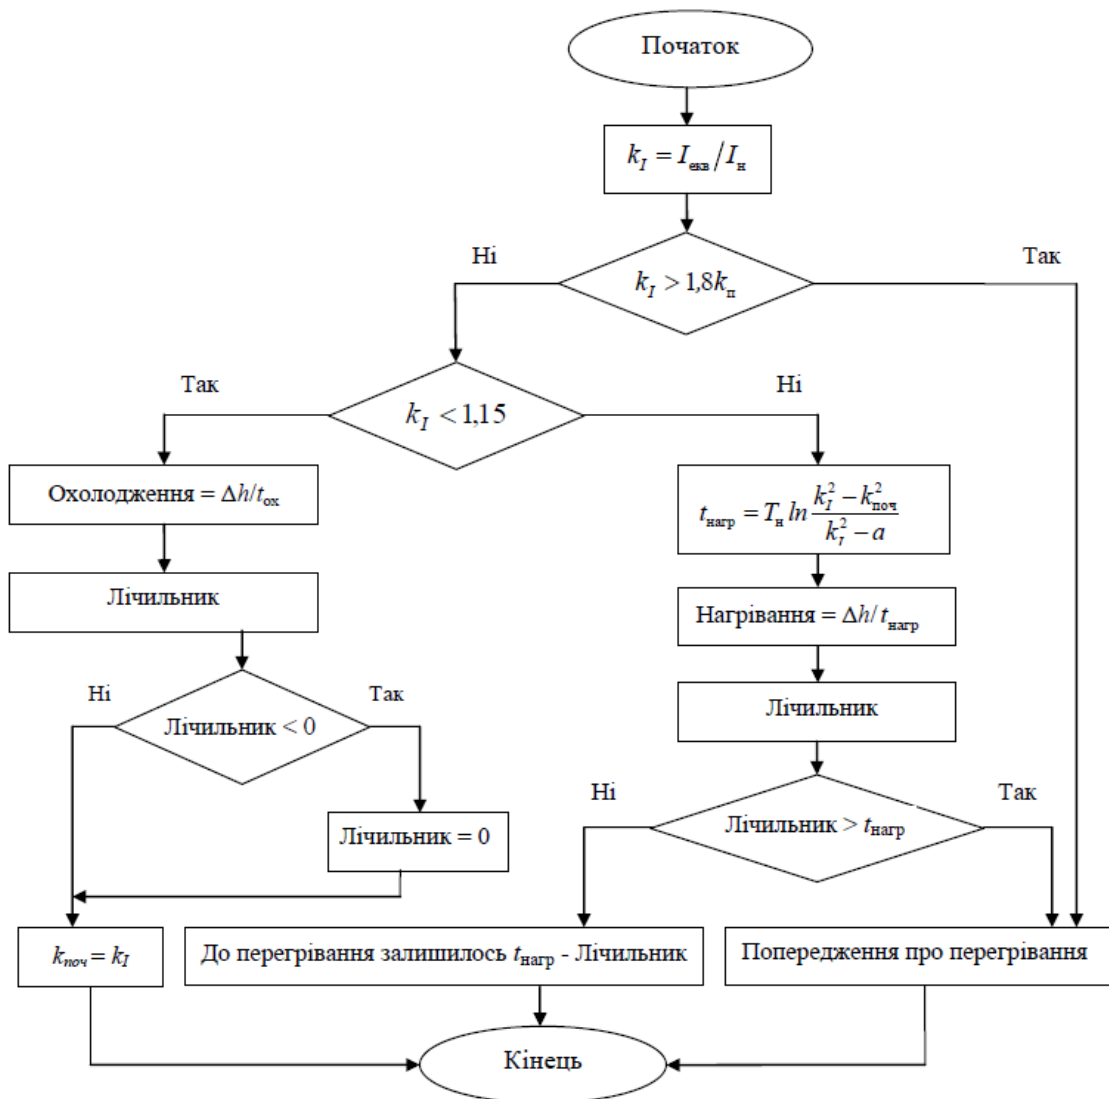 Початок
k_I = I_екв / I_н
Ні
Так
k_I > 1,8k_п
Так
Ні
k_I < 1,15
Охолодження = Δh/t_ох
t_нагр = T_н ln (k_I^2 − k_поч^2) / (k_I^2 − a)
Лічильник
Нагрівання = Δh/ t_нагр
Ні
Так
Лічильник < 0
Лічильник
Ні
Так
Лічильник = 0
Лічильник > t_нагр
k_поч = k_I
До перегрівання залишилось t_нагр - Лічильник
Попередження про перегрівання
Кінець